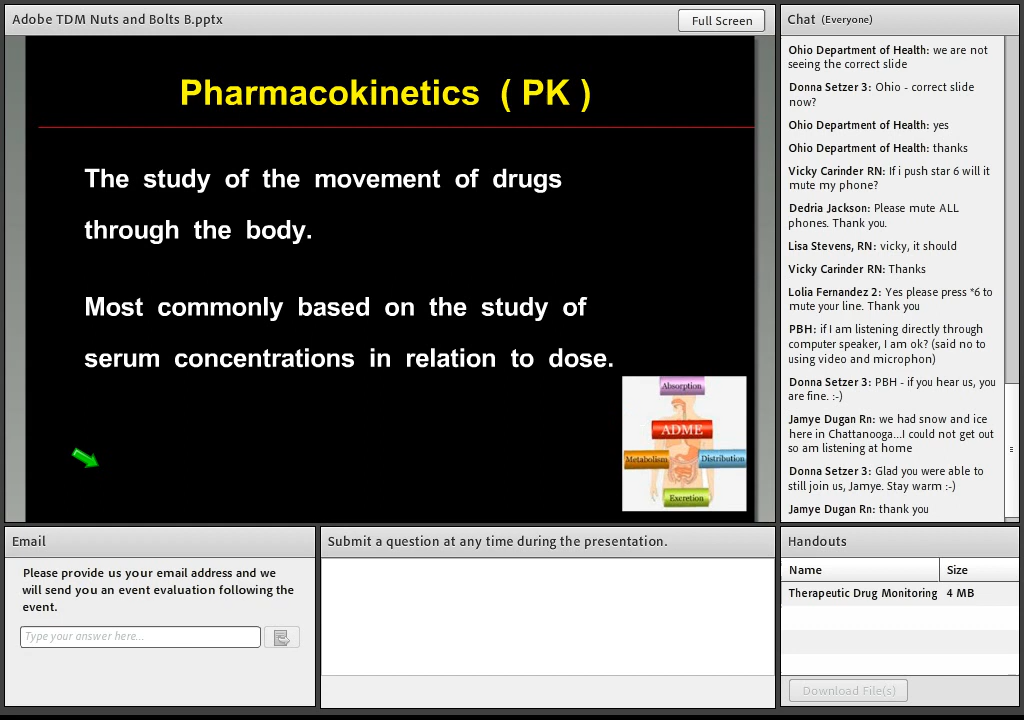 Adobe TDM Nuts and Bolts B.pptx
Full Screen
Pharmacokinetics ( PK )
The study of the movement of drugs
through the body.
Most commonly based on the study of
serum concentrations in relation to dose.
Absorption
ADME
Metabolism
Distribution
Excretion
Chat (Everyone)
Ohio Department of Health: we are not
seeing the correct slide
Donna Setzer 3: Ohio - correct slide
now?
Ohio Department of Health: yes
Ohio Department of Health: thanks
Vicky Carinder RN: If i push star 6 will it
mute my phone?
Dedria Jackson: Please mute ALL
phones. Thank you.
Lisa Stevens, RN: vicky, it should
Vicky Carinder RN: Thanks
Lolia Fernandez 2: Yes please press *6 to
mute your line. Thank you
PBH: if I am listening directly through
computer speaker, I am ok? (said no to
using video and microphon)
Donna Setzer 3: PBH - if you hear us, you
are fine. :-)
Jamye Dugan Rn: we had snow and ice
here in Chattanooga...I could not get out
so am listening at home
Donna Setzer 3: Glad you were able to
still join us, Jamye. Stay warm :-)
Jamye Dugan Rn: thank you
Email
Please provide us your email address and we
will send you an event evaluation following the
event.
Type your answer here...
Submit a question at any time during the presentation.
Handouts
Name Size
Therapeutic Drug Monitoring 4 MB
Download File(s)